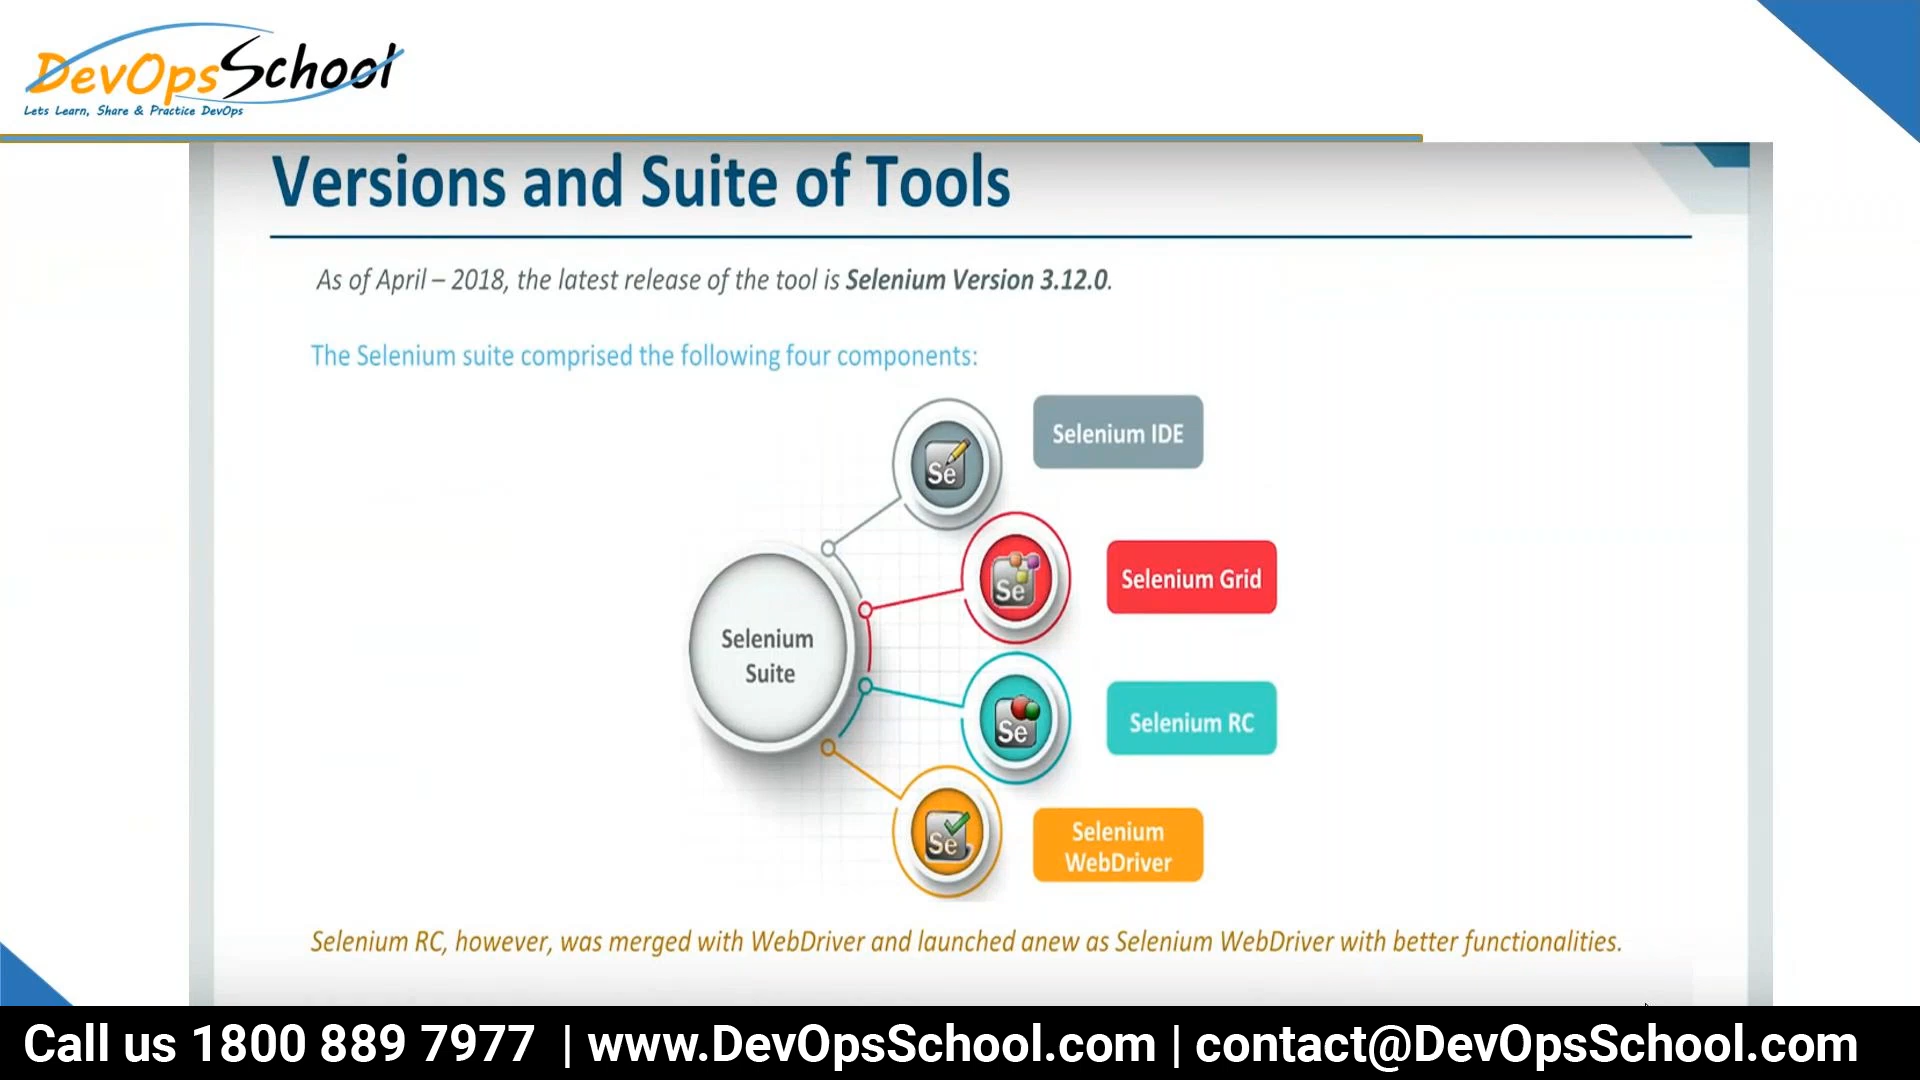 DevOpsSchool
Lets Learn, Share & Practice DevOps
Versions and Suite of Tools
As of April – 2018, the latest release of the tool is Selenium Version 3.12.0.
The Selenium suite comprised the following four components:
Se
Selenium IDE
Se
Selenium Grid
Selenium
Suite
Se
Selenium RC
Se
Selenium
WebDriver
Selenium RC, however, was merged with WebDriver and launched anew as Selenium WebDriver with better functionalities.
Call us 1800 889 7977 | www.DevOpsSchool.com | contact@DevOpsSchool.com